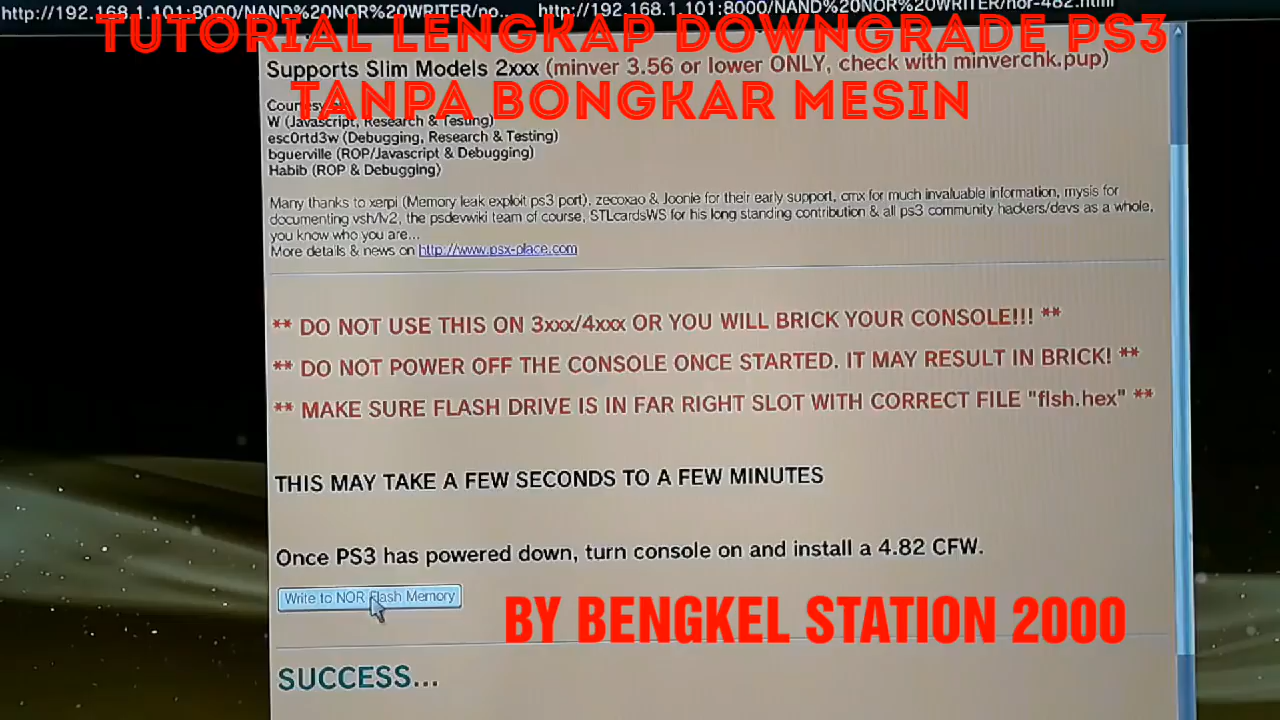 http://192.168.1.101:8000/NAND%20NOR%20WRITER/no... http://192.168.1.101:8000/NAND%20NOR%20WRITER/nor-482.html
TUTORIAL LENGKAP DOWNGRADE PS3
Supports Slim Models 2xxx (minver 3.56 or lower ONLY, check with minverchk.pup)
TANPA BONGKAR MESIN
W (Javascript, Research & Testing)
esc0rtd3w (Debugging, Research & Testing)
bguerville (ROP/Javascript & Debugging)
Habib (ROP & Debugging)
Many thanks to xerpi (Memory leak exploit ps3 port), zecoxao & Joonie for their early support, cmx for much invaluable information, mysis for
documenting vsh/lv2, the psdevwiki team of course, STLcardsWS for his long standing contribution & all ps3 community hackers/devs as a whole,
you know who you are...
More details & news on http://www.psx-place.com
** DO NOT USE THIS ON 3xxx/4xxx OR YOU WILL BRICK YOUR CONSOLE!!! **
** DO NOT POWER OFF THE CONSOLE ONCE STARTED. IT MAY RESULT IN BRICK! **
** MAKE SURE FLASH DRIVE IS IN FAR RIGHT SLOT WITH CORRECT FILE "flsh.hex" **
THIS MAY TAKE A FEW SECONDS TO A FEW MINUTES
Once PS3 has powered down, turn console on and install a 4.82 CFW.
Write to NOR Flash Memory
BY BENGKEL STATION 2000
SUCCESS...